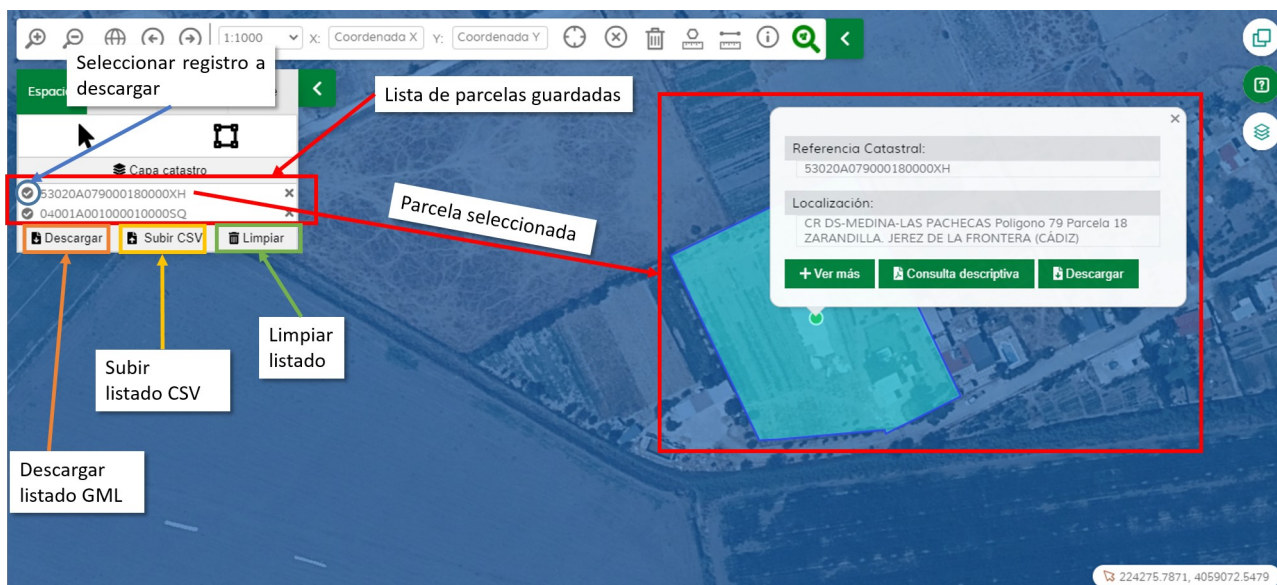 1:1000
X:
Coordenada X
Y:
Coordenada Y
Seleccionar registro a
descargar
Lista de parcelas guardadas
Capa catastro
53020A079000180000XH
04001A001000010000SQ
Descargar
Subir CSV
Limpiar
Parcela seleccionada
Referencia Catastral:
53020A079000180000XH
Localización:
CR DS-MEDINA-LAS PACHECAS Polígono 79 Parcela 18
ZARANDILLA. JEREZ DE LA FRONTERA (CÁDIZ)
Ver más
Consulta descriptiva
Descargar
Limpiar
listado
Subir
listado CSV
Descargar
listado GML
224275.7871, 4059072.5479